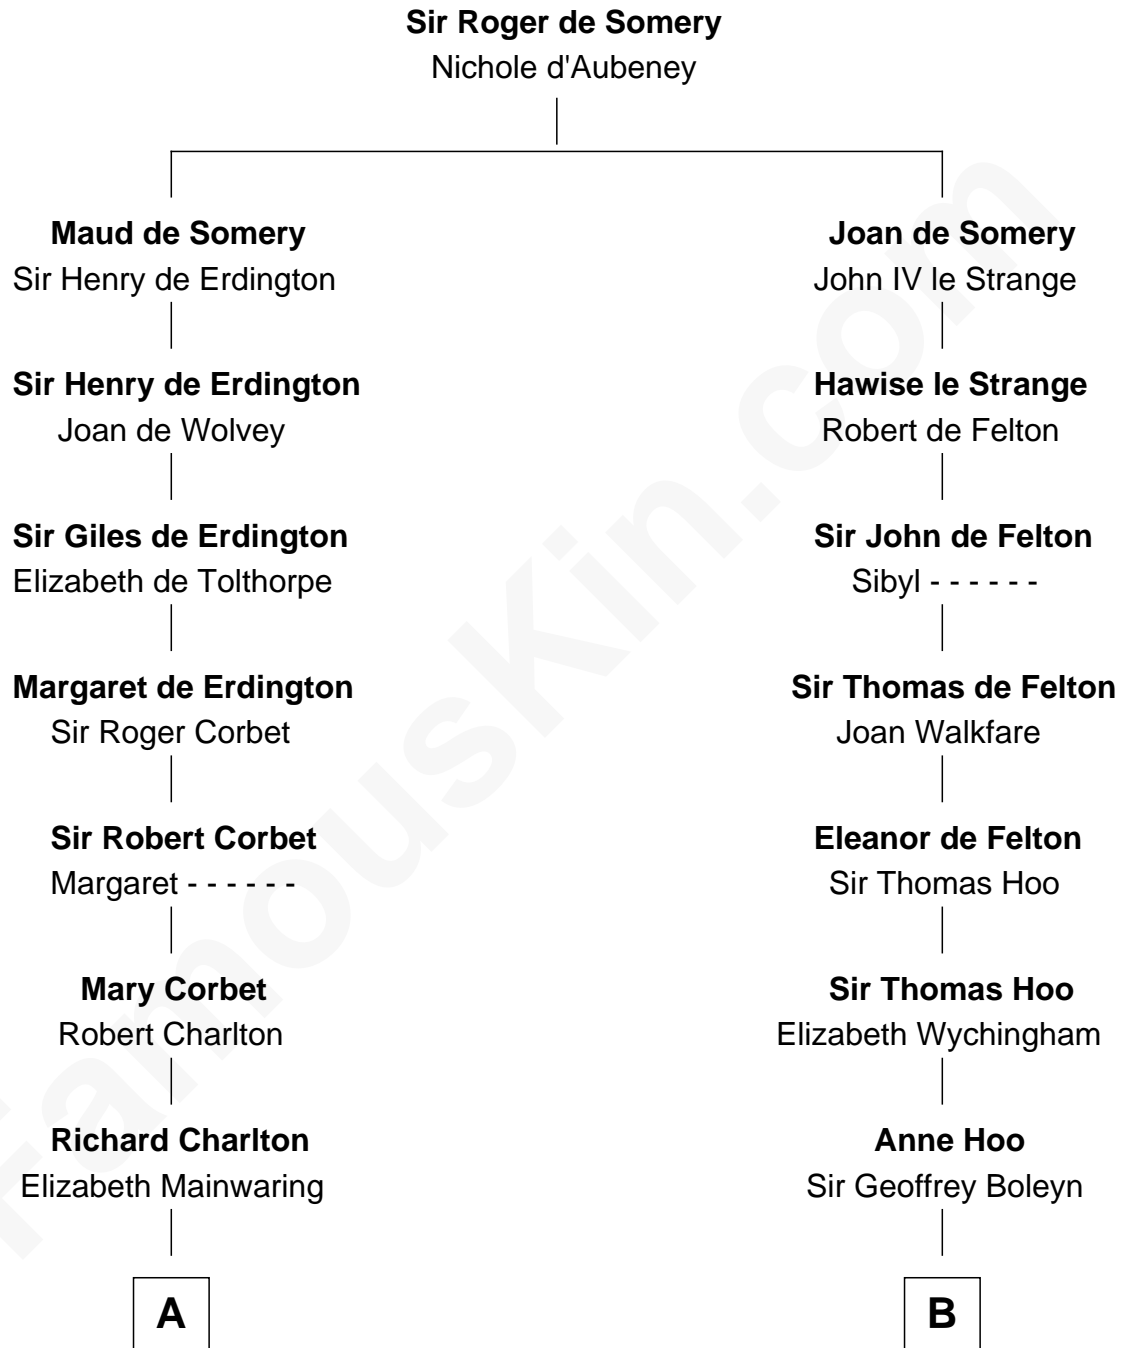 Sir Roger de Somery
Nichole d'Aubeney
Maud de Somery
Sir Henry de Erdington
Joan de Somery
John IV le Strange
Sir Henry de Erdington
Joan de Wolvey
Hawise le Strange
Robert de Felton
Sir Giles de Erdington
Elizabeth de Tolthorpe
Sir John de Felton
Sibyl - - - - - -
Margaret de Erdington
Sir Roger Corbet
Sir Thomas de Felton
Joan Walkfare
Sir Robert Corbet
Margaret - - - - - -
Eleanor de Felton
Sir Thomas Hoo
Mary Corbet
Robert Charlton
Sir Thomas Hoo
Elizabeth Wychingham
Richard Charlton
Elizabeth Mainwaring
Anne Hoo
Sir Geoffrey Boleyn
A
B
FamousKin.com